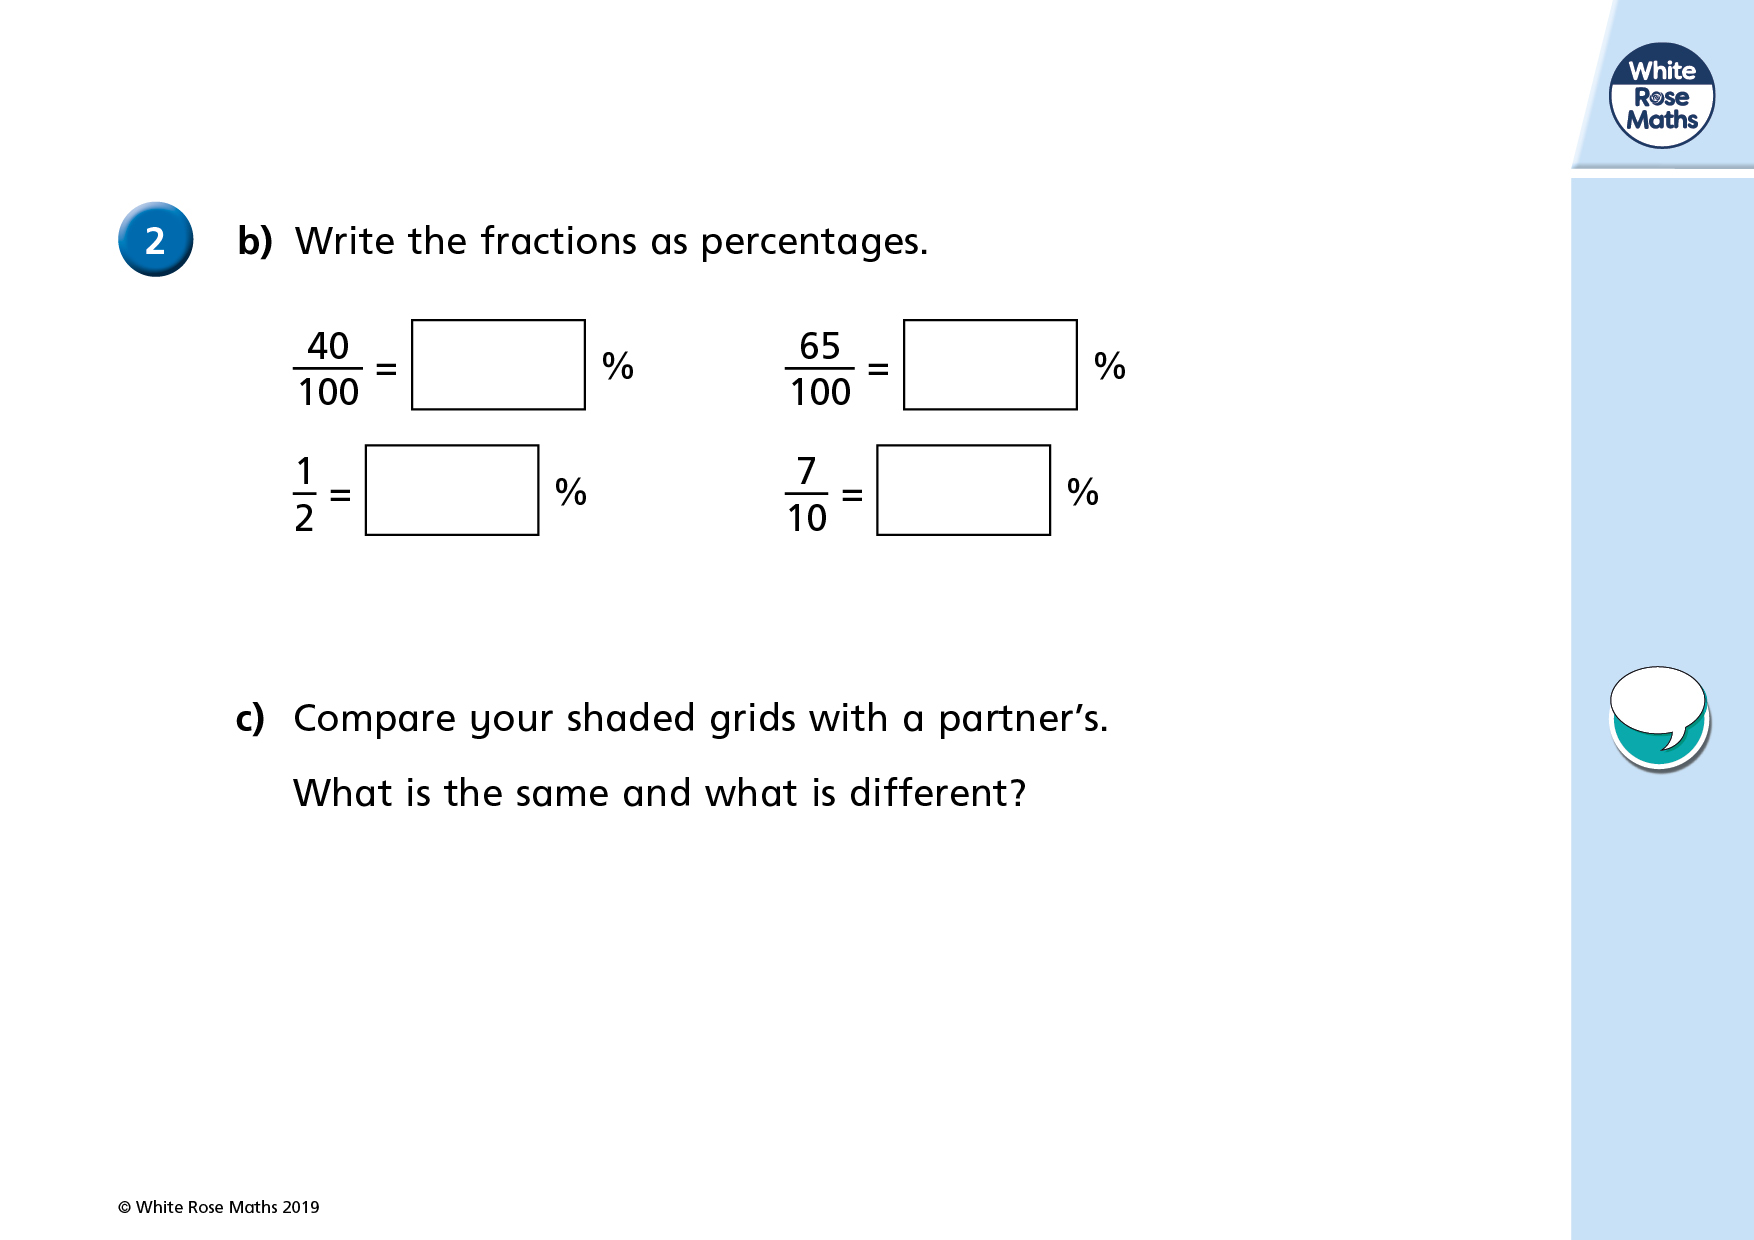 White
Rose
Maths
2 b) Write the fractions as percentages.
40/100 = % 65/100 = %
1/2 = % 7/10 = %
c) Compare your shaded grids with a partner’s.
What is the same and what is different?
© White Rose Maths 2019